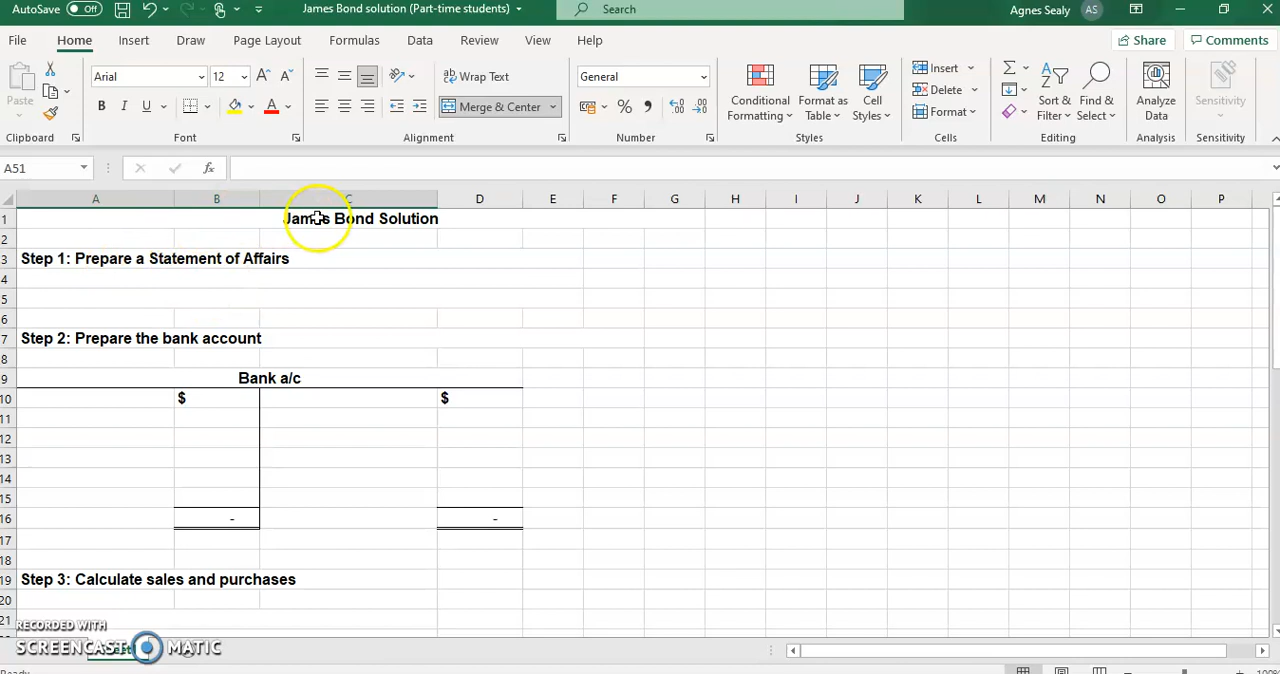 AutoSave Off James Bond solution (Part-time students) Search Agnes Sealy AS
File Home Insert Draw Page Layout Formulas Data Review View Help Share Comments
Paste Arial 12 A A Wrap Text General Conditional Formatting Format as Table Cell Styles Insert Sort & Filter Find & Select Analyze Data Sensitivity
B I U A Merge & Center % Delete
Format
Clipboard Font Alignment Number Styles Cells Editing Analysis Sensitivity
A51 fx
A B C D E F G H I J K L M N O P
1 James Bond Solution
2
3 Step 1: Prepare a Statement of Affairs
4
5
6
7 Step 2: Prepare the bank account
8
9 Bank a/c
10 $ $
11
12
13
14
15
16 - -
17
18
19 Step 3: Calculate sales and purchases
20
21
RECORDED WITH
SCREENCAST MATIC
100%